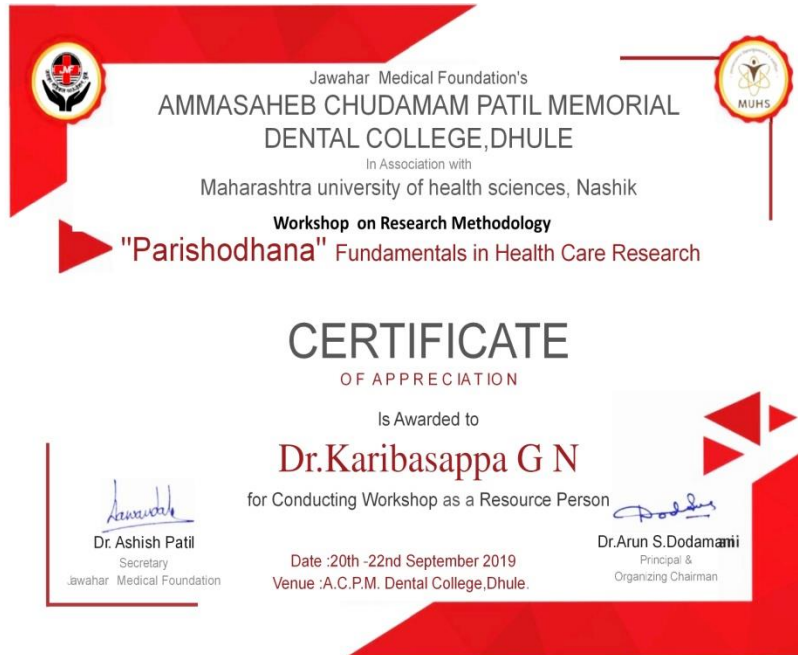 Jawahar Medical Foundation's
AMMASAHEB CHUDAMAM PATIL MEMORIAL
DENTAL COLLEGE,DHULE
In Association with
Maharashtra university of health sciences, Nashik
Workshop on Research Methodology
"Parishodhana" Fundamentals in Health Care Research
JMF
MUHS
CERTIFICATE
OF APPRECIATION
Is Awarded to
Dr.Karibasappa G N
for Conducting Workshop as a Resource Person
Dr. Ashish Patil
Secretary
Jawahar Medical Foundation
Date :20th -22nd September 2019
Venue :A.C.P.M. Dental College,Dhule.
Dr.Arun S.Dodamani
Principal &
Organizing Chairman